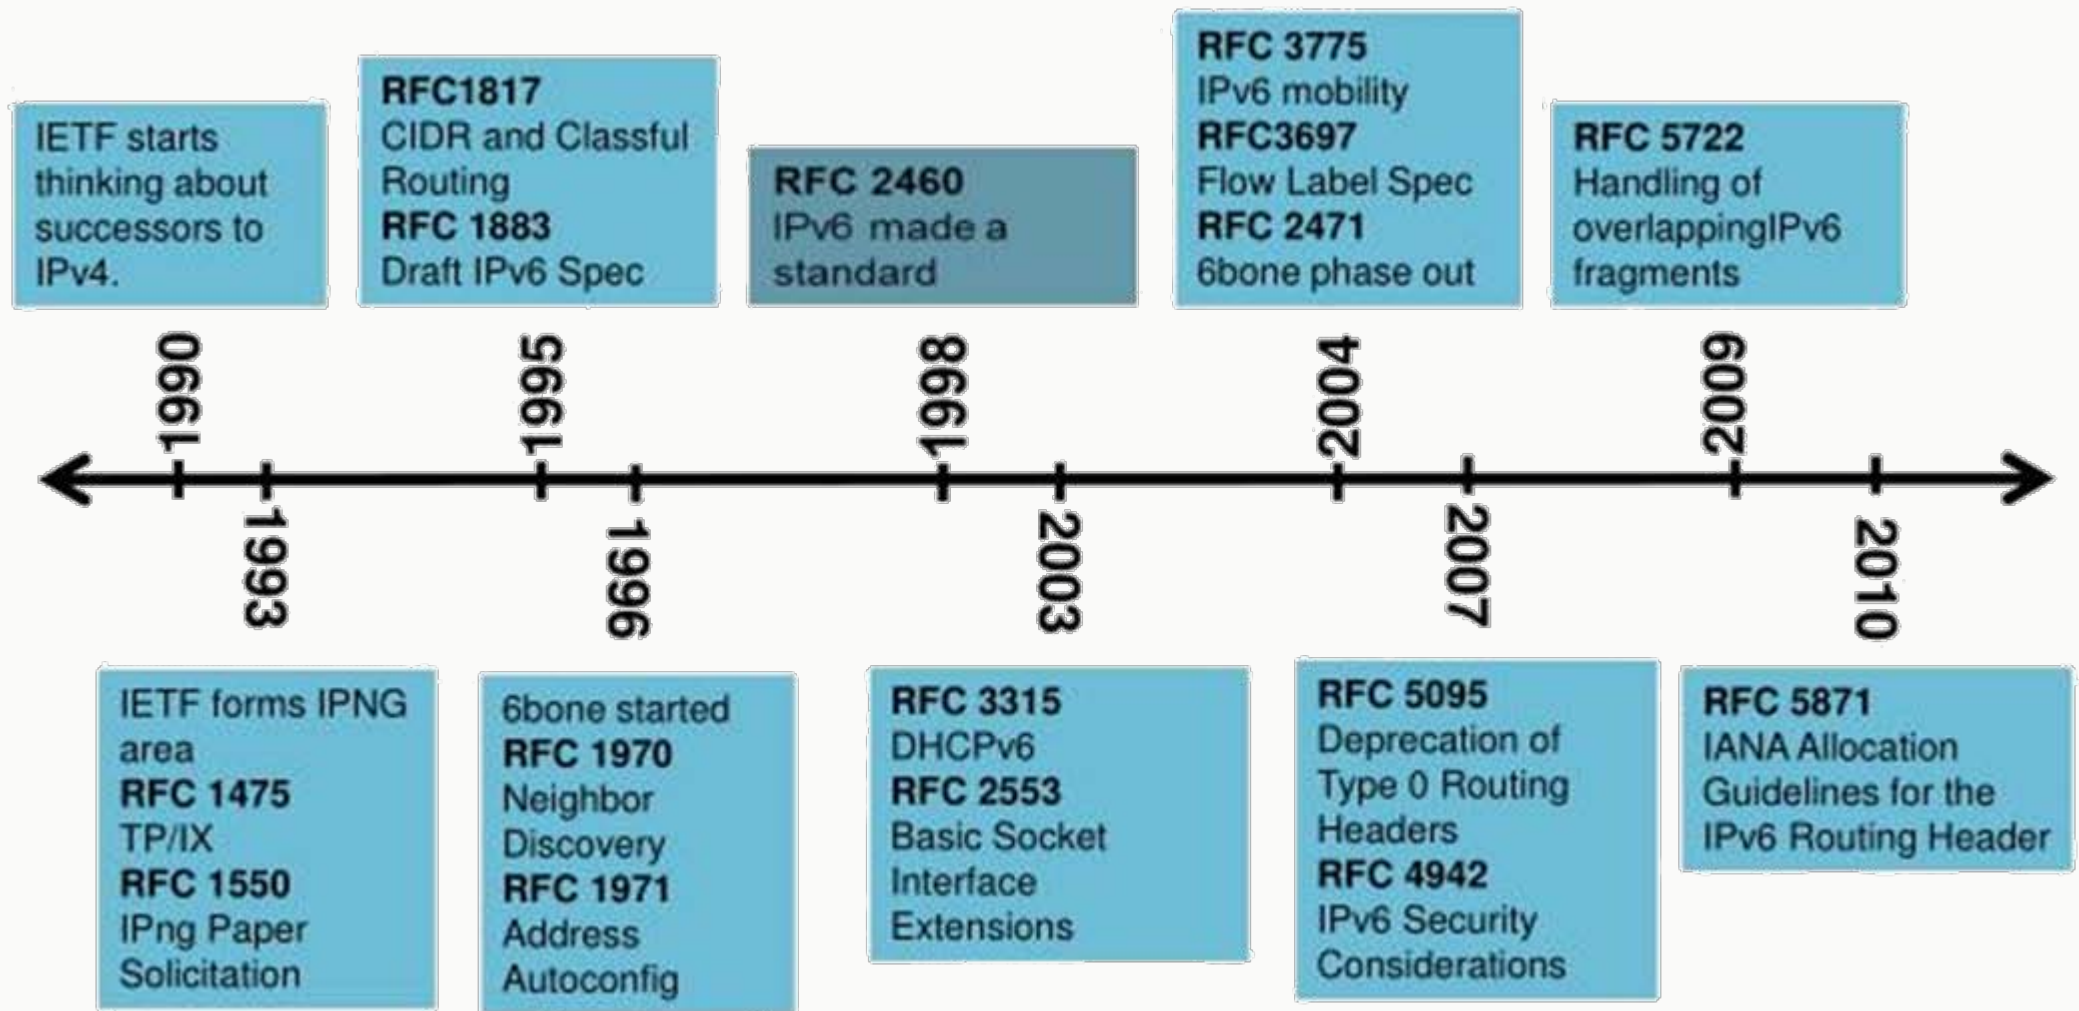 IETF starts
thinking about
successors to
IPv4.
RFC1817
CIDR and Classful
Routing
RFC 1883
Draft IPv6 Spec
RFC 2460
IPv6 made a
standard
RFC 3775
IPv6 mobility
RFC3697
Flow Label Spec
RFC 2471
6bone phase out
RFC 5722
Handling of
overlappingIPv6
fragments
1990
1995
1998
2004
2009
1993
1996
2003
2007
2010
IETF forms IPNG
area
RFC 1475
TP/IX
RFC 1550
IPng Paper
Solicitation
6bone started
RFC 1970
Neighbor
Discovery
RFC 1971
Address
Autoconfig
RFC 3315
DHCPv6
RFC 2553
Basic Socket
Interface
Extensions
RFC 5095
Deprecation of
Type 0 Routing
Headers
RFC 4942
IPv6 Security
Considerations
RFC 5871
IANA Allocation
Guidelines for the
IPv6 Routing Header